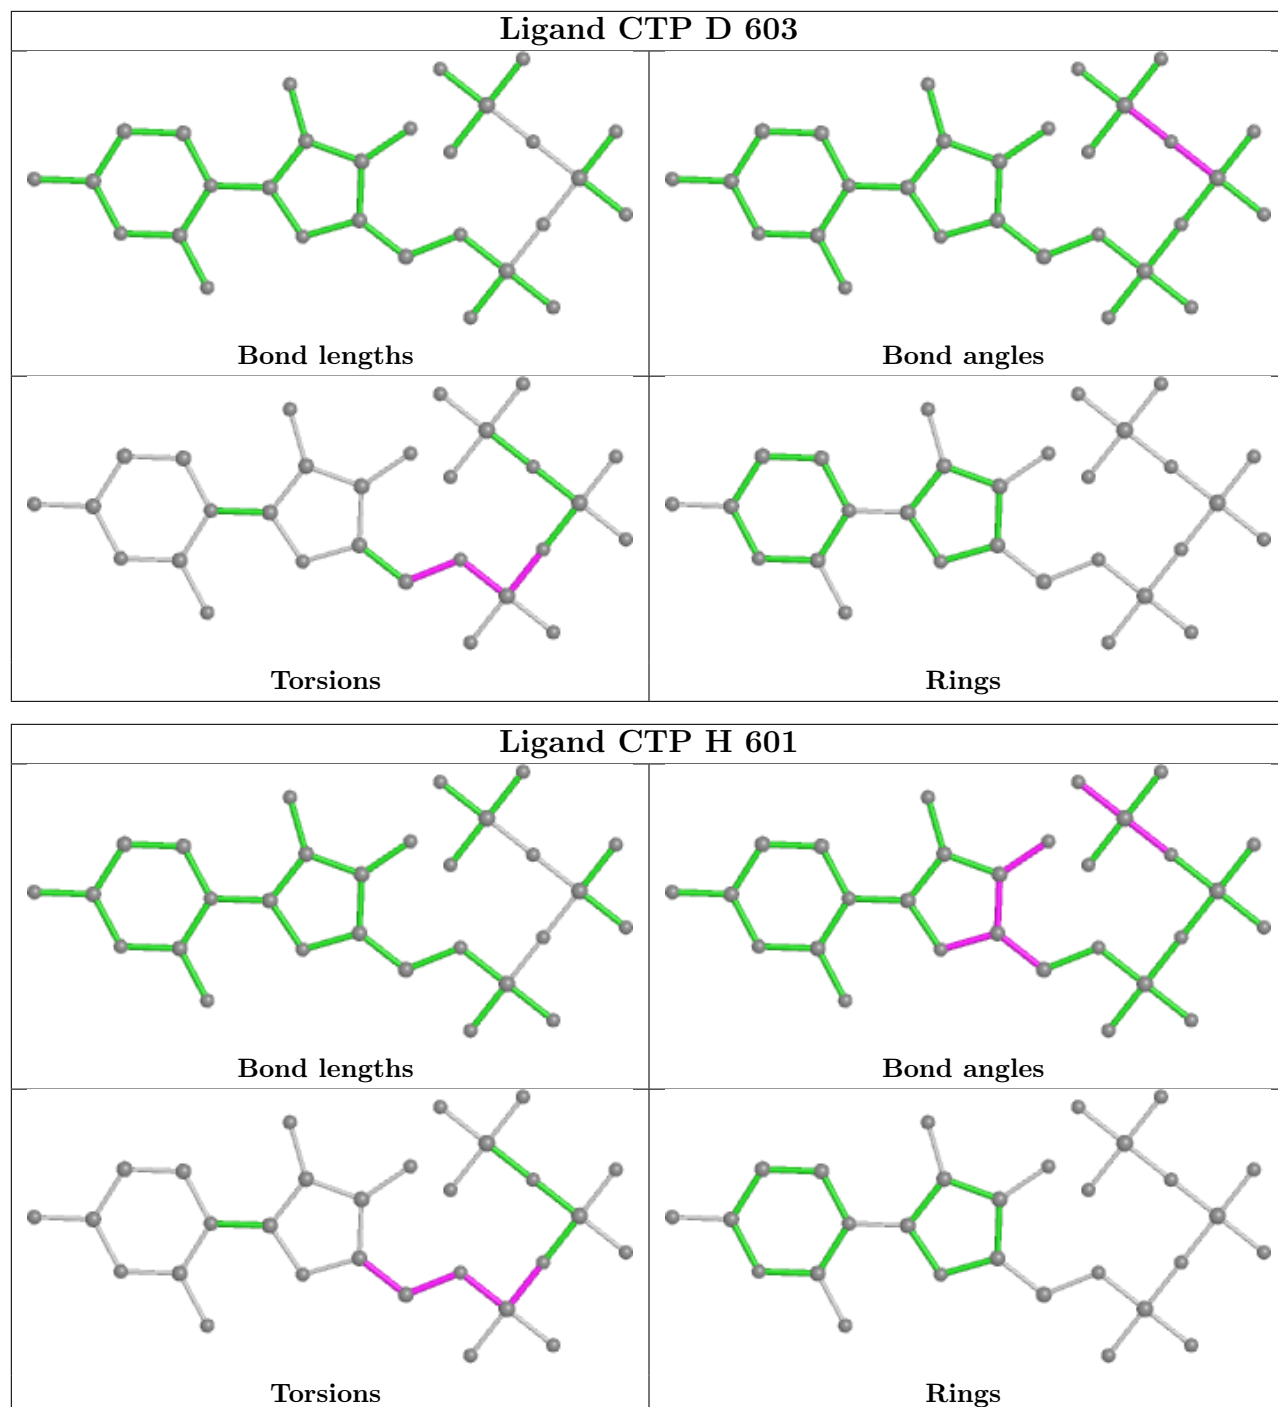 Ligand CTP D 603
Bond lengths
Bond angles
Torsions
Rings
Ligand CTP H 601
Bond lengths
Bond angles
Torsions
Rings